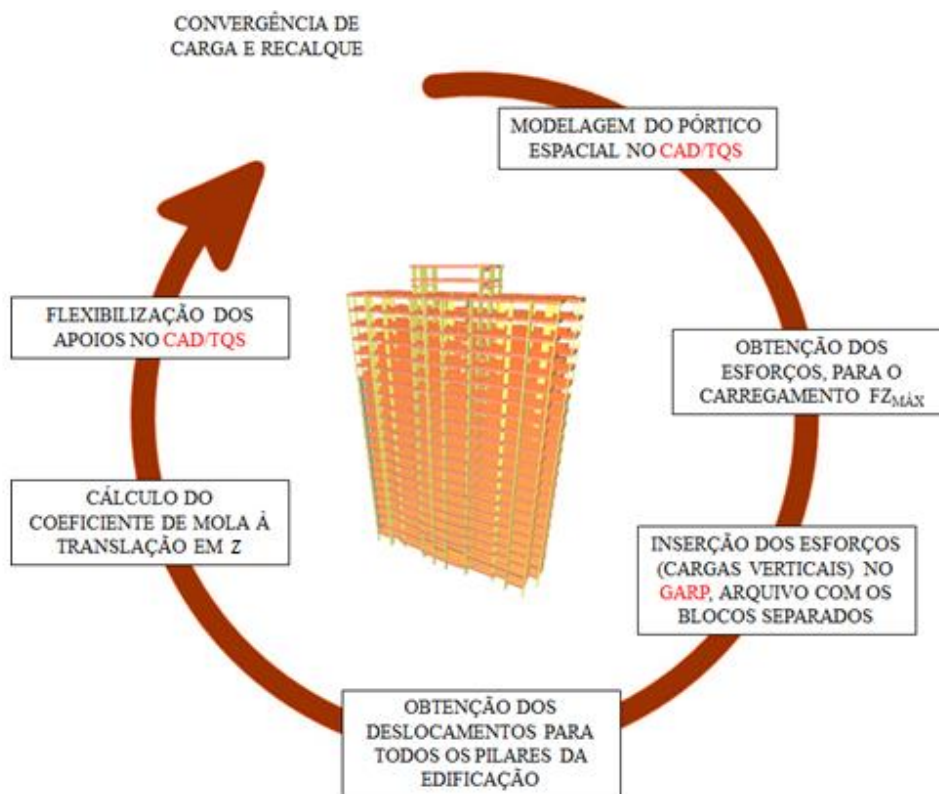 CONVERGÊNCIA DE
CARGA E RECALQUE
MODELAGEM DO PÓRTICO
ESPACIAL NO CAD/TQS
OBTENÇÃO DOS
ESFORÇOS, PARA O
CARREGAMENTO FZMÁX
INSERÇÃO DOS ESFORÇOS
(CARGAS VERTICAIS) NO
GARP, ARQUIVO COM OS
BLOCOS SEPARADOS
OBTENÇÃO DOS
DESLOCAMENTOS PARA
TODOS OS PILARES DA
EDIFICAÇÃO
CÁLCULO DO
COEFICIENTE DE MOLA À
TRANSLAÇÃO EM Z
FLEXIBILIZAÇÃO DOS
APOIOS NO CAD/TQS